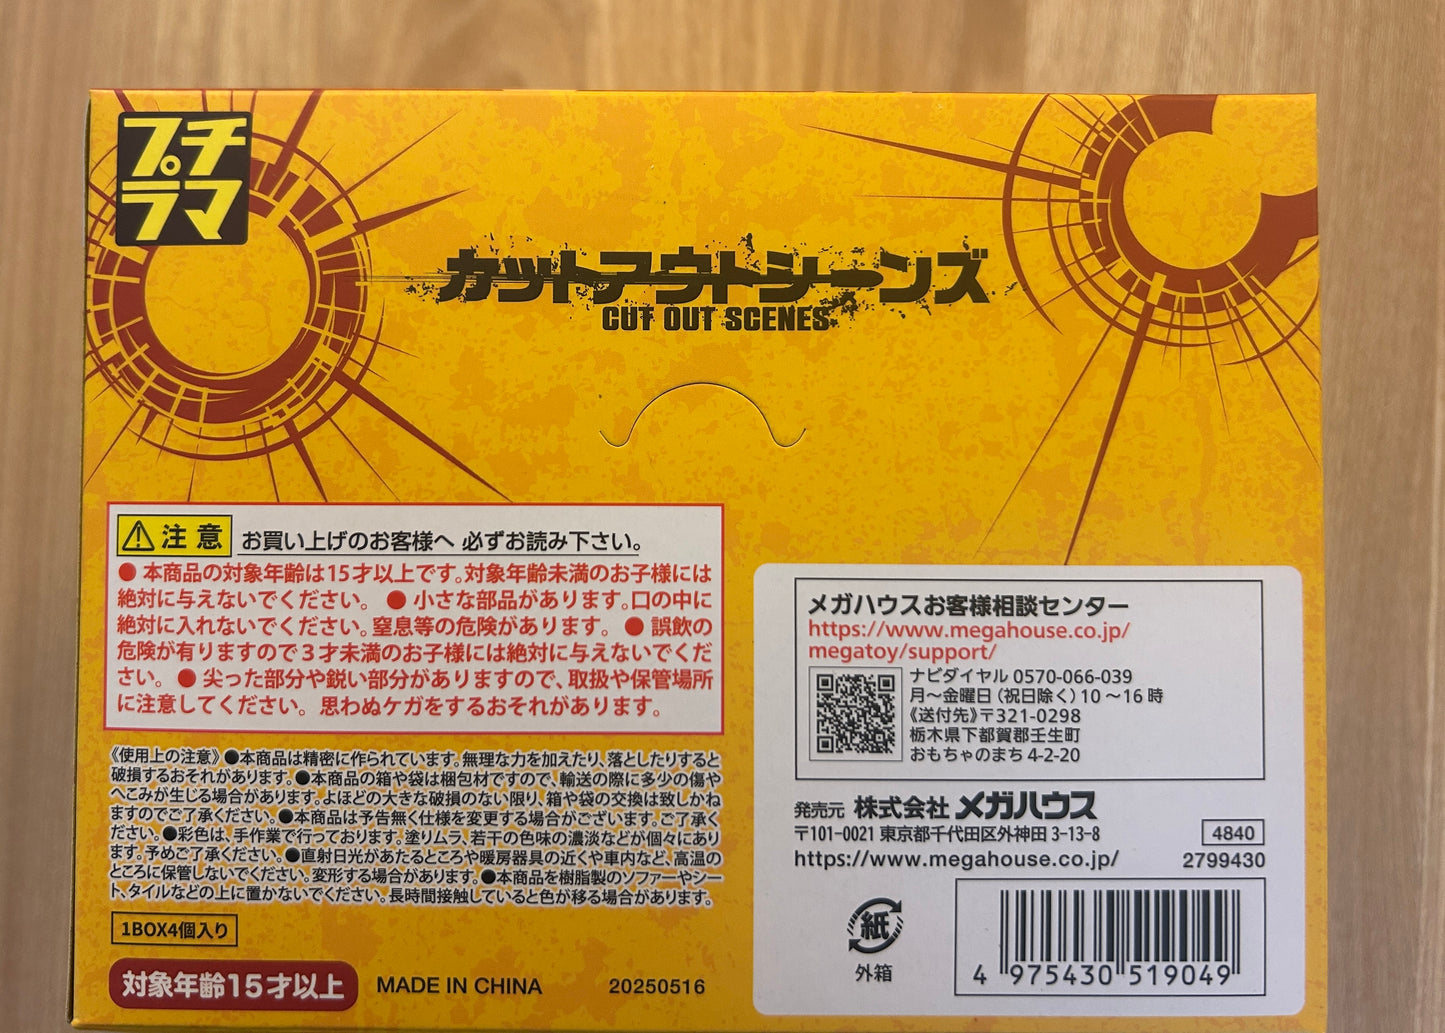 プチ
ラマ
カットアウトシーンズ
CUT OUT SCENES
注意 お買い上げのお客様へ 必ずお読み下さい。
● 本商品の対象年齢は15才以上です。対象年齢未満のお子様には
絶対に与えないでください。 ● 小さな部品があります。口の中に
絶対に入れないでください。窒息等の危険があります。 ● 誤飲の
危険が有りますので3才未満のお子様には絶対に与えないでくだ
さい。 ● 尖った部分や鋭い部分がありますので、取扱や保管場所
に注意してください。 思わぬケガをするおそれがあります。
《使用上の注意》●本商品は精密に作られています。無理な力を加えたり、落としたりすると
破損するおそれがあります。●本商品の箱や袋は梱包材ですので、輸送の際に多少の傷や
へこみが生じる場合があります。よほどの大きな破損のない限り、箱や袋の交換は致しかね
ますのでご了承ください。●本商品は予告無く仕様を変更する場合がございます。ご了承く
ださい。●彩色は、手作業で行っております。塗りムラ、若干の色味の濃淡などが個々にあり
ます。予めご了承ください。●直射日光があたるところや暖房器具の近くや車内など、高温の
ところに保管しないでください。変形する場合があります。●本商品を樹脂製のソファーやシー
ト、タイルなどの上に置かないでください。長時間接触していると色が移る場合があります。
1BOX4個入り
対象年齢15才以上
MADE IN CHINA
20250516
メガハウスお客様相談センター
https://www.megahouse.co.jp/
megatoy/support/
ナビダイヤル 0570-066-039
月～金曜日（祝日除く）10～16時
《送付先》〒321-0298
栃木県下都賀郡壬生町
おもちゃのまち 4-2-20
発売元 株式会社 メガハウス
〒101-0021 東京都千代田区外神田 3-13-8
4840
https://www.megahouse.co.jp/
2799430
紙
外箱
4 975430 519049